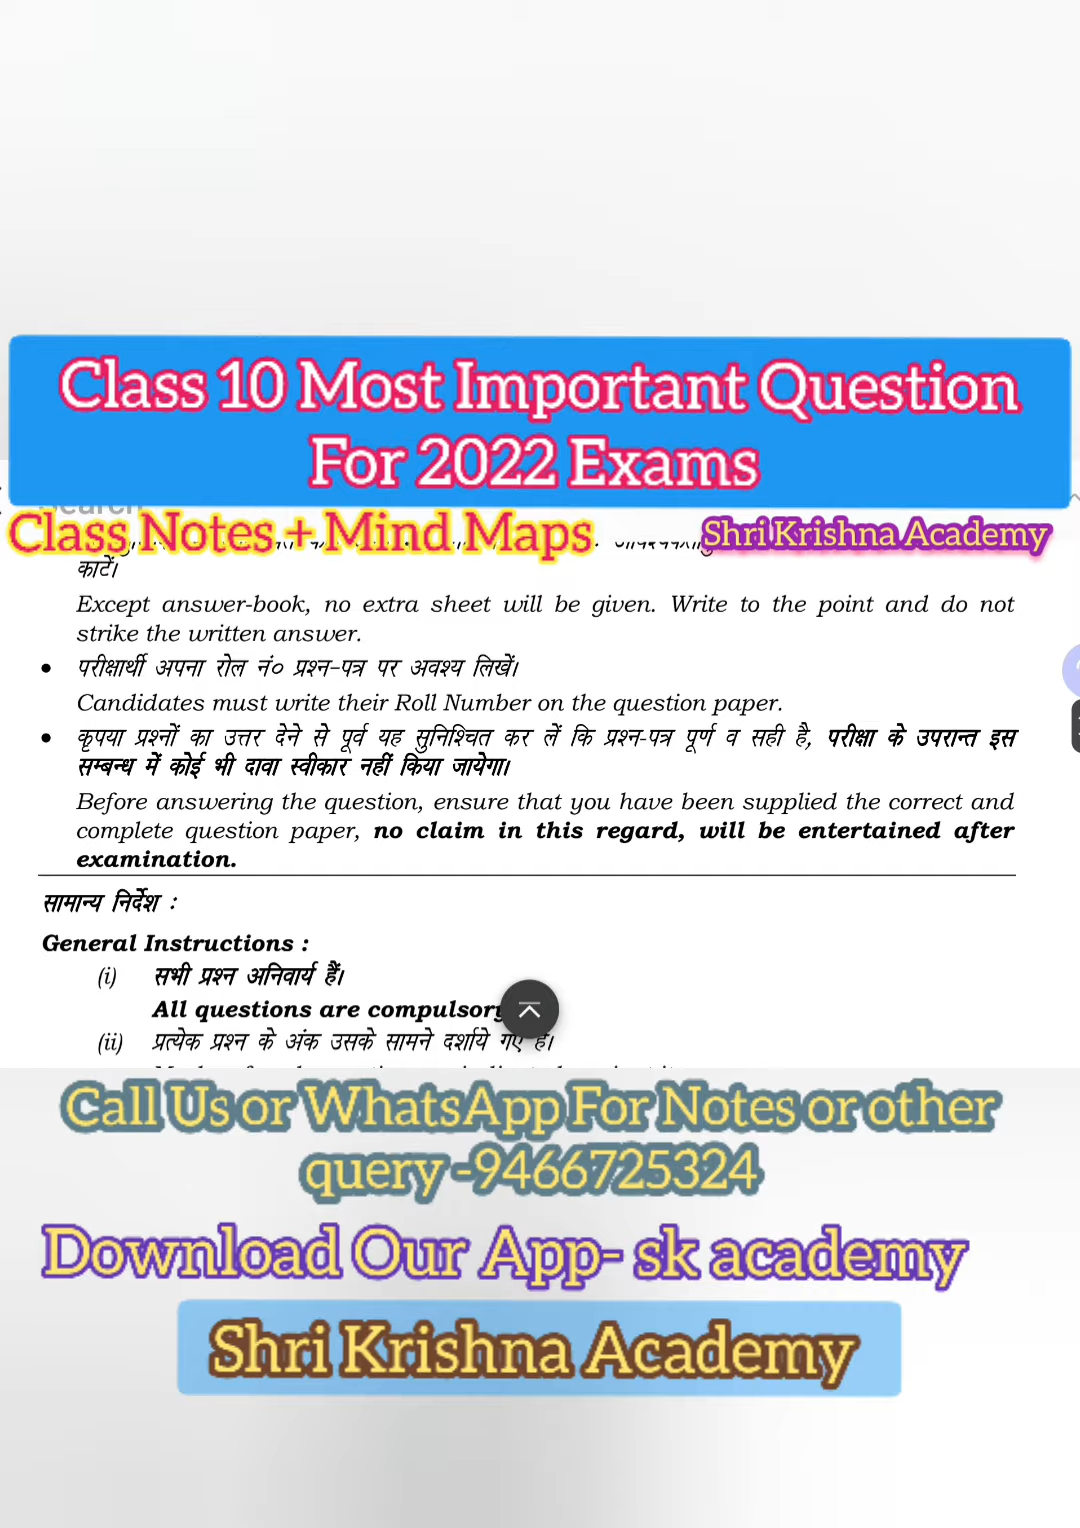 Class 10 Most Important Question
For 2022 Exams
Search
Class Notes + Mind Maps
Shri Krishna Academy
काटें।
Except answer-book, no extra sheet will be given. Write to the point and do not
strike the written answer.
• परीक्षार्थी अपना रोल नं० प्रश्न-पत्र पर अवश्य लिखें।
Candidates must write their Roll Number on the question paper.
• कृपया प्रश्नों का उत्तर देने से पूर्व यह सुनिश्चित कर लें कि प्रश्न-पत्र पूर्ण व सही है, परीक्षा के उपरान्त इस
सम्बन्ध में कोई भी दावा स्वीकार नहीं किया जायेगा।
Before answering the question, ensure that you have been supplied the correct and
complete question paper, no claim in this regard, will be entertained after
examination.
सामान्य निर्देश :
General Instructions :
(i) सभी प्रश्न अनिवार्य हैं।
All questions are compulsory
(ii) प्रत्येक प्रश्न के अंक उसके सामने दर्शाये गए हैं।
Call Us or WhatsApp For Notes or other
query -9466725324
Download Our App- sk academy
Shri Krishna Academy